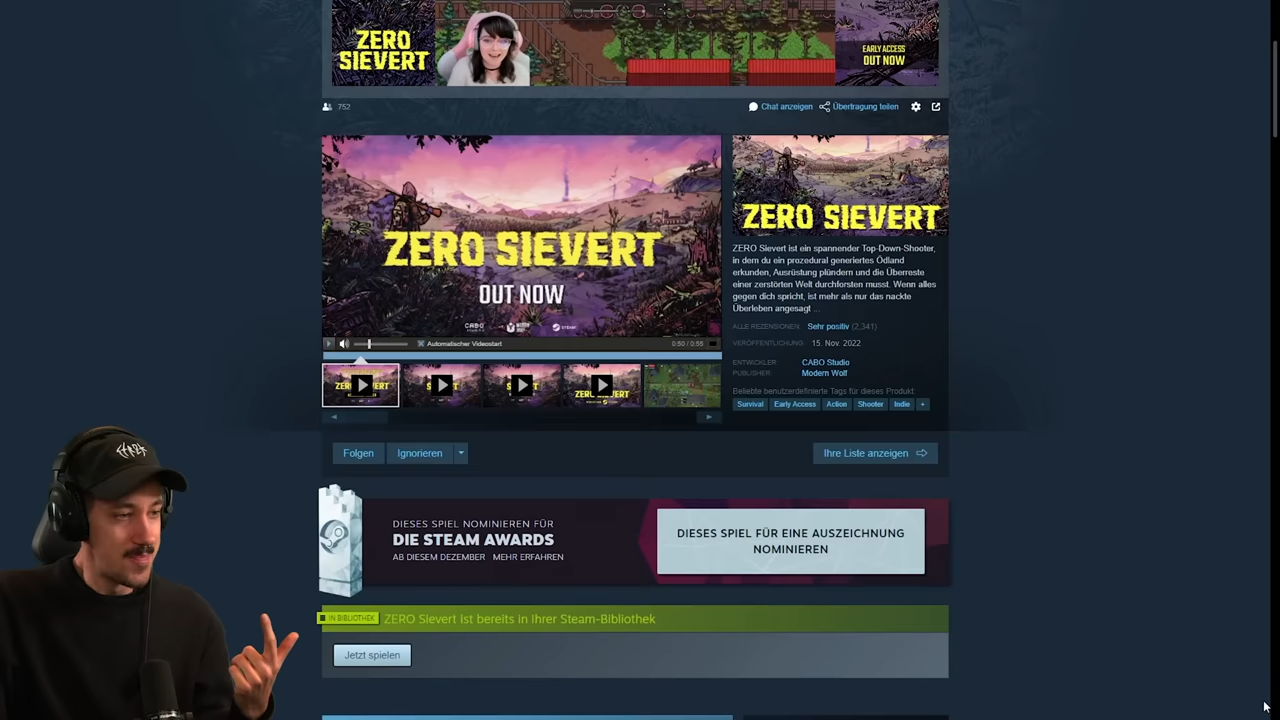 ZERO
SIEVERT
EARLY ACCESS
OUT NOW
752
Chat anzeigen
Übertragung teilen
ZERO SIEVERT
OUT NOW
CABO
STEAM
Automatischer Videostart
0:50 / 0:55
ZERO SIEVERT
ZERO Sievert ist ein spannender Top-Down-Shooter,
in dem du ein prozedural generiertes Ödland
erkunden, Ausrüstung plündern und die Überreste
einer zerstörten Welt durchforsten musst. Wenn alles
gegen dich spricht, ist mehr als nur das nackte
Überleben angesagt ...
ALLE REZENSIONEN: Sehr positiv (2,341)
VERÖFFENTLICHUNG: 15. Nov. 2022
ENTWICKLER: CABO Studio
PUBLISHER: Modern Wolf
Beliebte benutzerdefinierte Tags für dieses Produkt:
Survival Early Access Action Shooter Indie +
Folgen
Ignorieren
Ihre Liste anzeigen
DIESES SPIEL NOMINIEREN FÜR
DIE STEAM AWARDS
AB DIESEM DEZEMBER MEHR ERFAHREN
DIESES SPIEL FÜR EINE AUSZEICHNUNG
NOMINIEREN
IN BIBLIOTHEK
ZERO Sievert ist bereits in Ihrer Steam-Bibliothek
Jetzt spielen